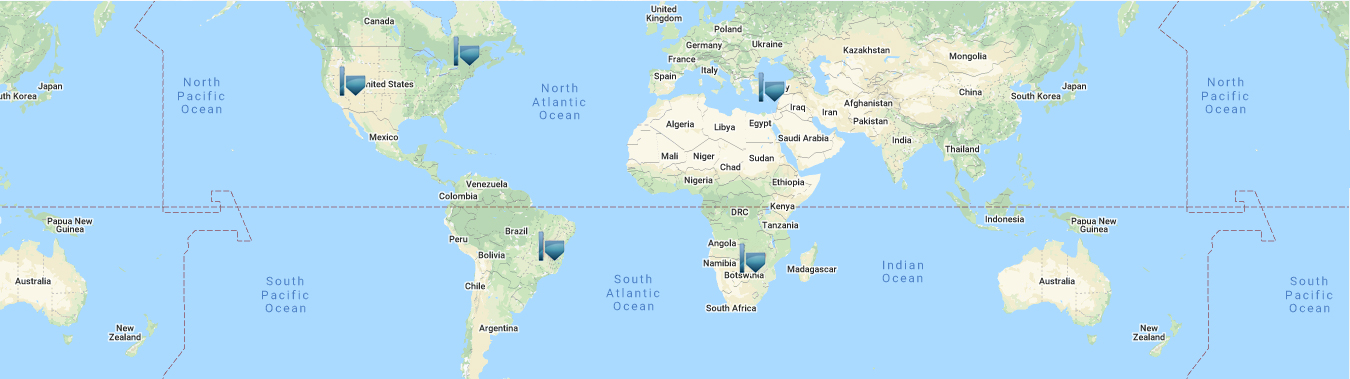 Canada
United
Kingdom
Poland
Germany
Ukraine
Kazakhstan
Mongolia
France
Italy
Spain
Japan
uth Korea
North
Pacific
Ocean
nited States
North
Atlantic
Ocean
y
Iraq
Iran
Afghanistan
Pakistan
China
South Korea
Japan
North
Pacific
Ocean
Mexico
Algeria
Libya
Egypt
Saudi Arabia
India
Thailand
Mali
Niger
Chad
Sudan
Nigeria
Ethiopia
Venezuela
Colombia
DRC
Kenya
Tanzania
Indonesia
Papua New
Guinea
Papua New
Guinea
Peru
Brazil
Bolivia
Angola
Namibia
Botswana
Madagascar
Indian
Ocean
Australia
South
Pacific
Ocean
Chile
South
Atlantic
Ocean
South Africa
Australia
South
Pacific
Ocean
New
Zealand
Argentina
New
Zealand